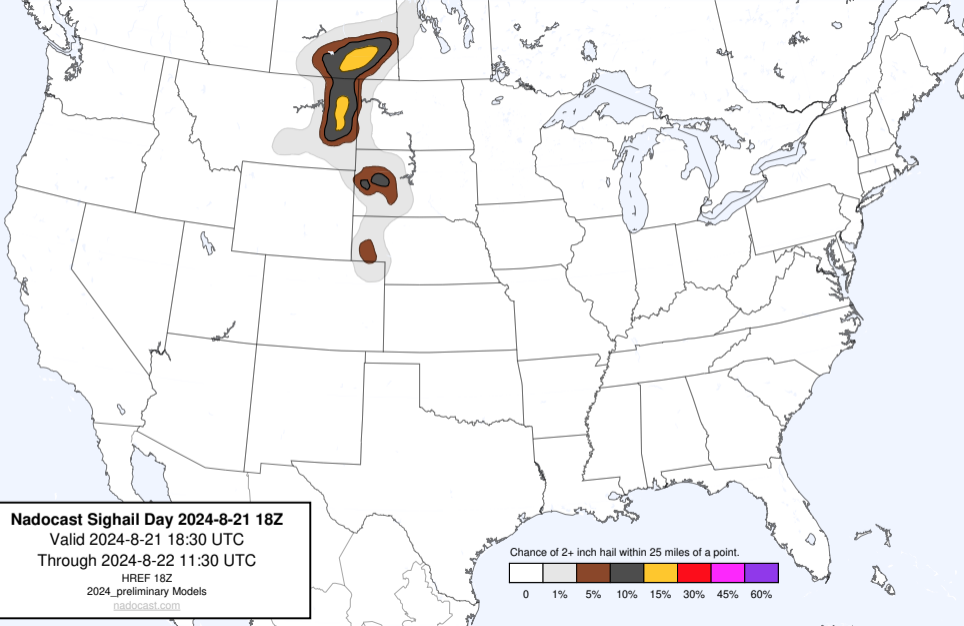 Nadocast Sighail Day 2024-8-21 18Z
Valid 2024-8-21 18:30 UTC
Through 2024-8-22 11:30 UTC
HREF 18Z
2024_preliminary Models
nadocast.com
Chance of 2+ inch hail within 25 miles of a point.
0 1% 5% 10% 15% 30% 45% 60%